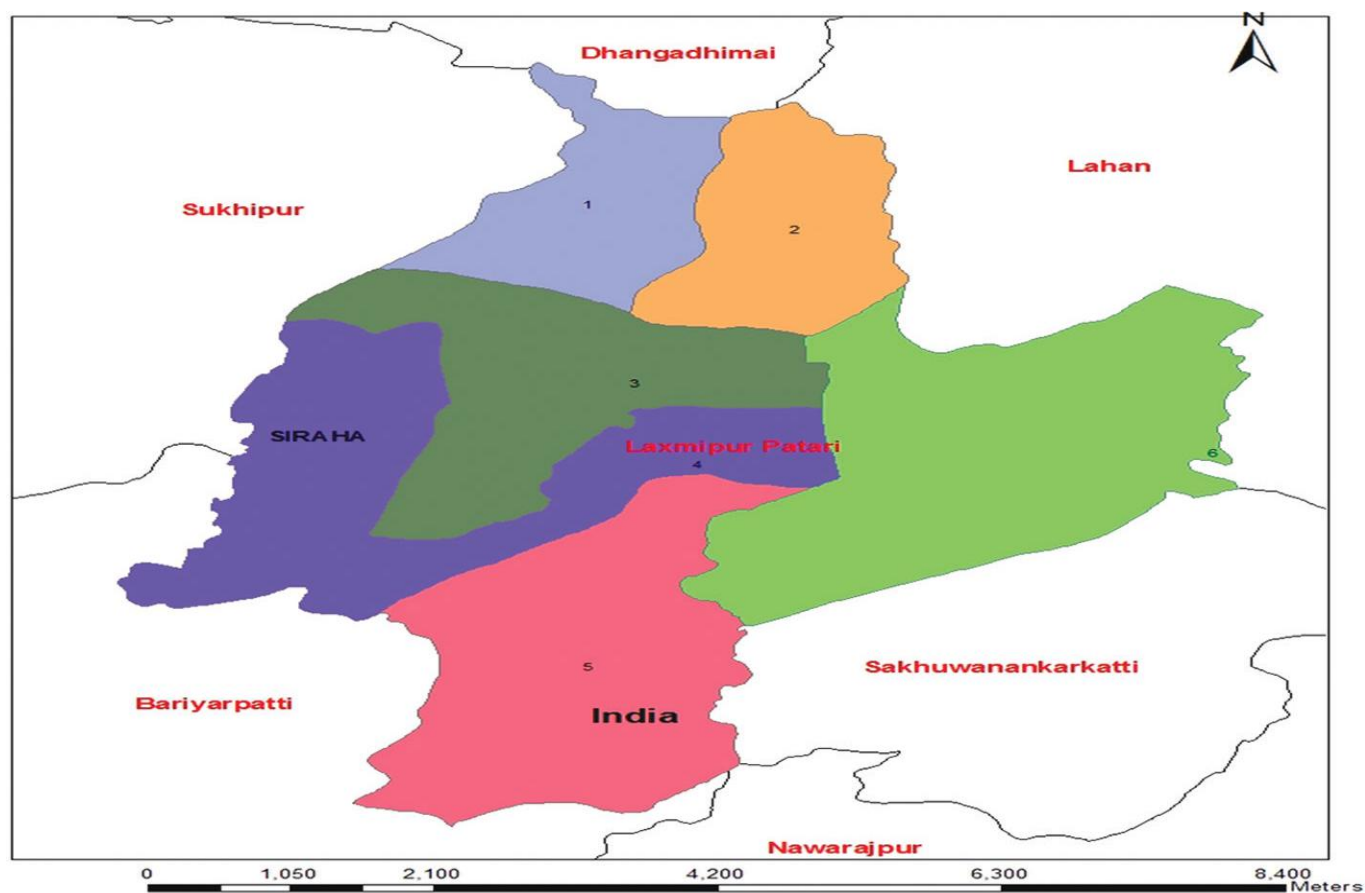 N
Dhangadhimai
Lahan
Sukhipur
1
2
3
SIRAHA
Laxmipur Patari
4
6
5
Sakhuwanankarkatti
Bariyarpatti
India
Nawarajpur
0 1,050 2,100 4,200 6,300 8,400
Meters